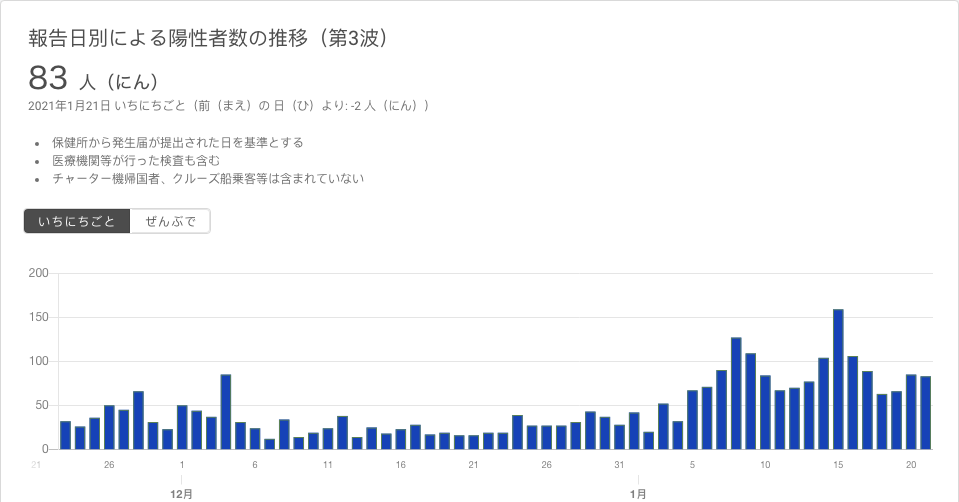 報告日別による陽性者数の推移（第3波）
83 人（にん）
2021年1月21日 いちにちごと（前（まえ）の 日（ひ）より: -2 人（にん））
保健所から発生届が提出された日を基準とする
医療機関等が行った検査も含む
チャーター機帰国者、クルーズ船乗客等は含まれていない
いちにちごと ぜんぶで
200
150
100
50
0
21 26 1 6 11 16 21 26 31 5 10 15 20
12月 1月